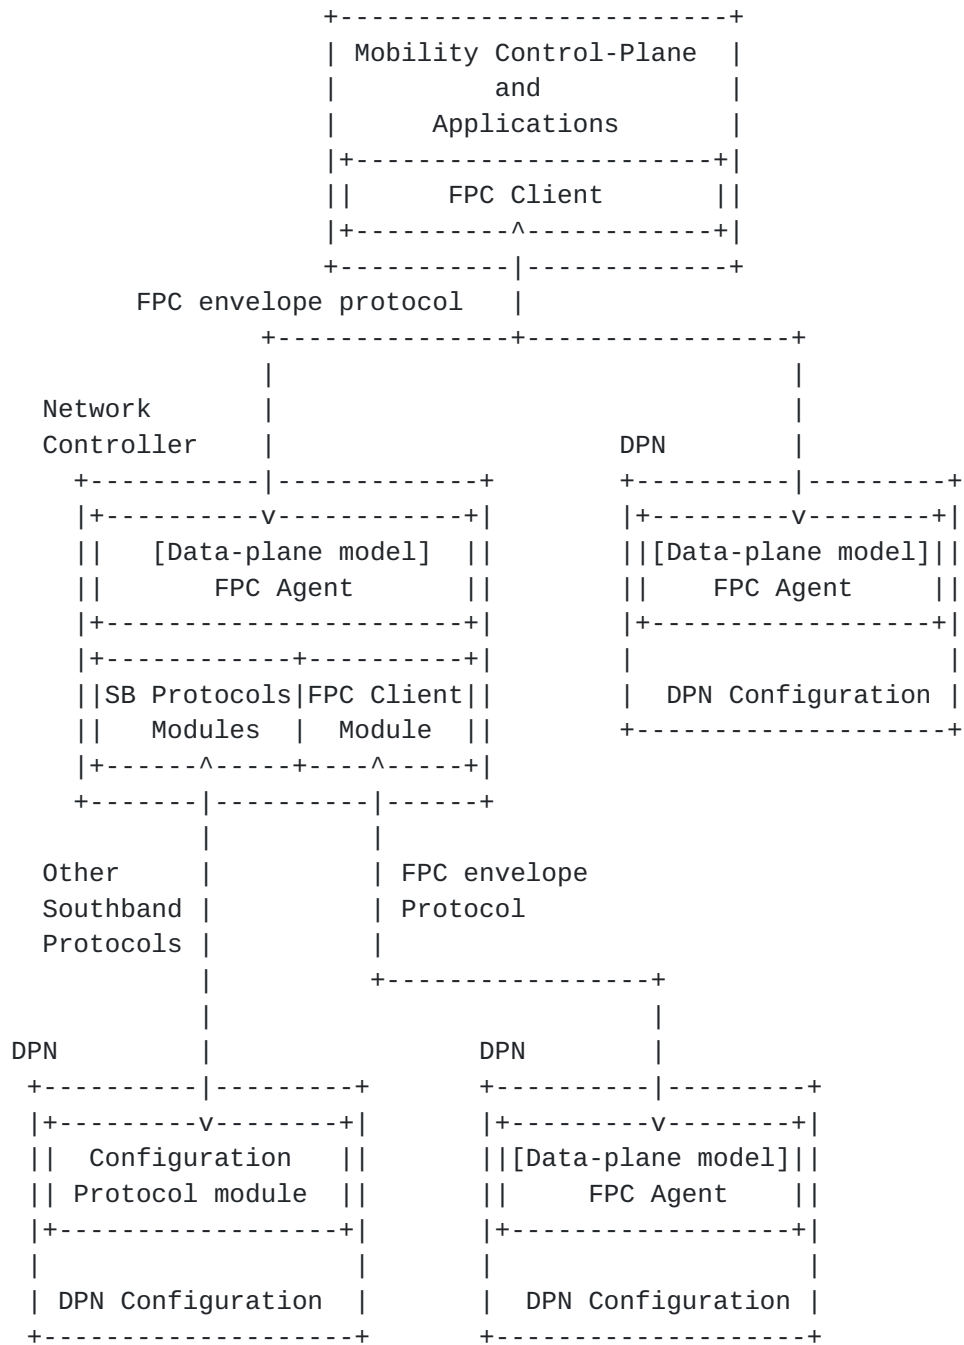 Mobility Control-Plane
and
Applications
FPC Client
FPC envelope protocol
Network
Controller
DPN
[Data-plane model]
FPC Agent
[Data-plane model]
FPC Agent
SB Protocols
Modules
FPC Client
Module
DPN Configuration
Other
Southband
Protocols
FPC envelope
Protocol
DPN
DPN
Configuration
Protocol module
[Data-plane model]
FPC Agent
DPN Configuration
DPN Configuration